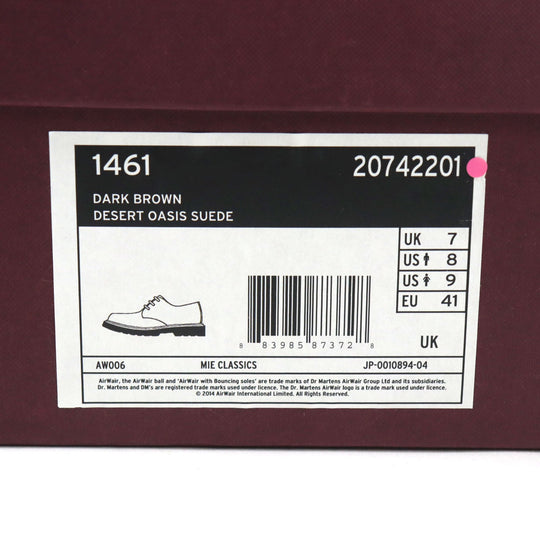 1461 20742201
DARK BROWN
DESERT OASIS SUEDE
UK 7
US 8
US 9
EU 41
8 83985 87372 8
UK
AW006 MIE CLASSICS JP-0010894-04
AirWair, the AirWair ball and 'AirWair with Bouncing soles' are trade marks of Dr Martens AirWair Group Ltd and its subsidiaries.
Dr. Martens and DM's are registered trade marks used under licence. The Dr. Martens AirWair logo is a trade mark used under licence.
© 2014 AirWair International Limited. All Rights Reserved.